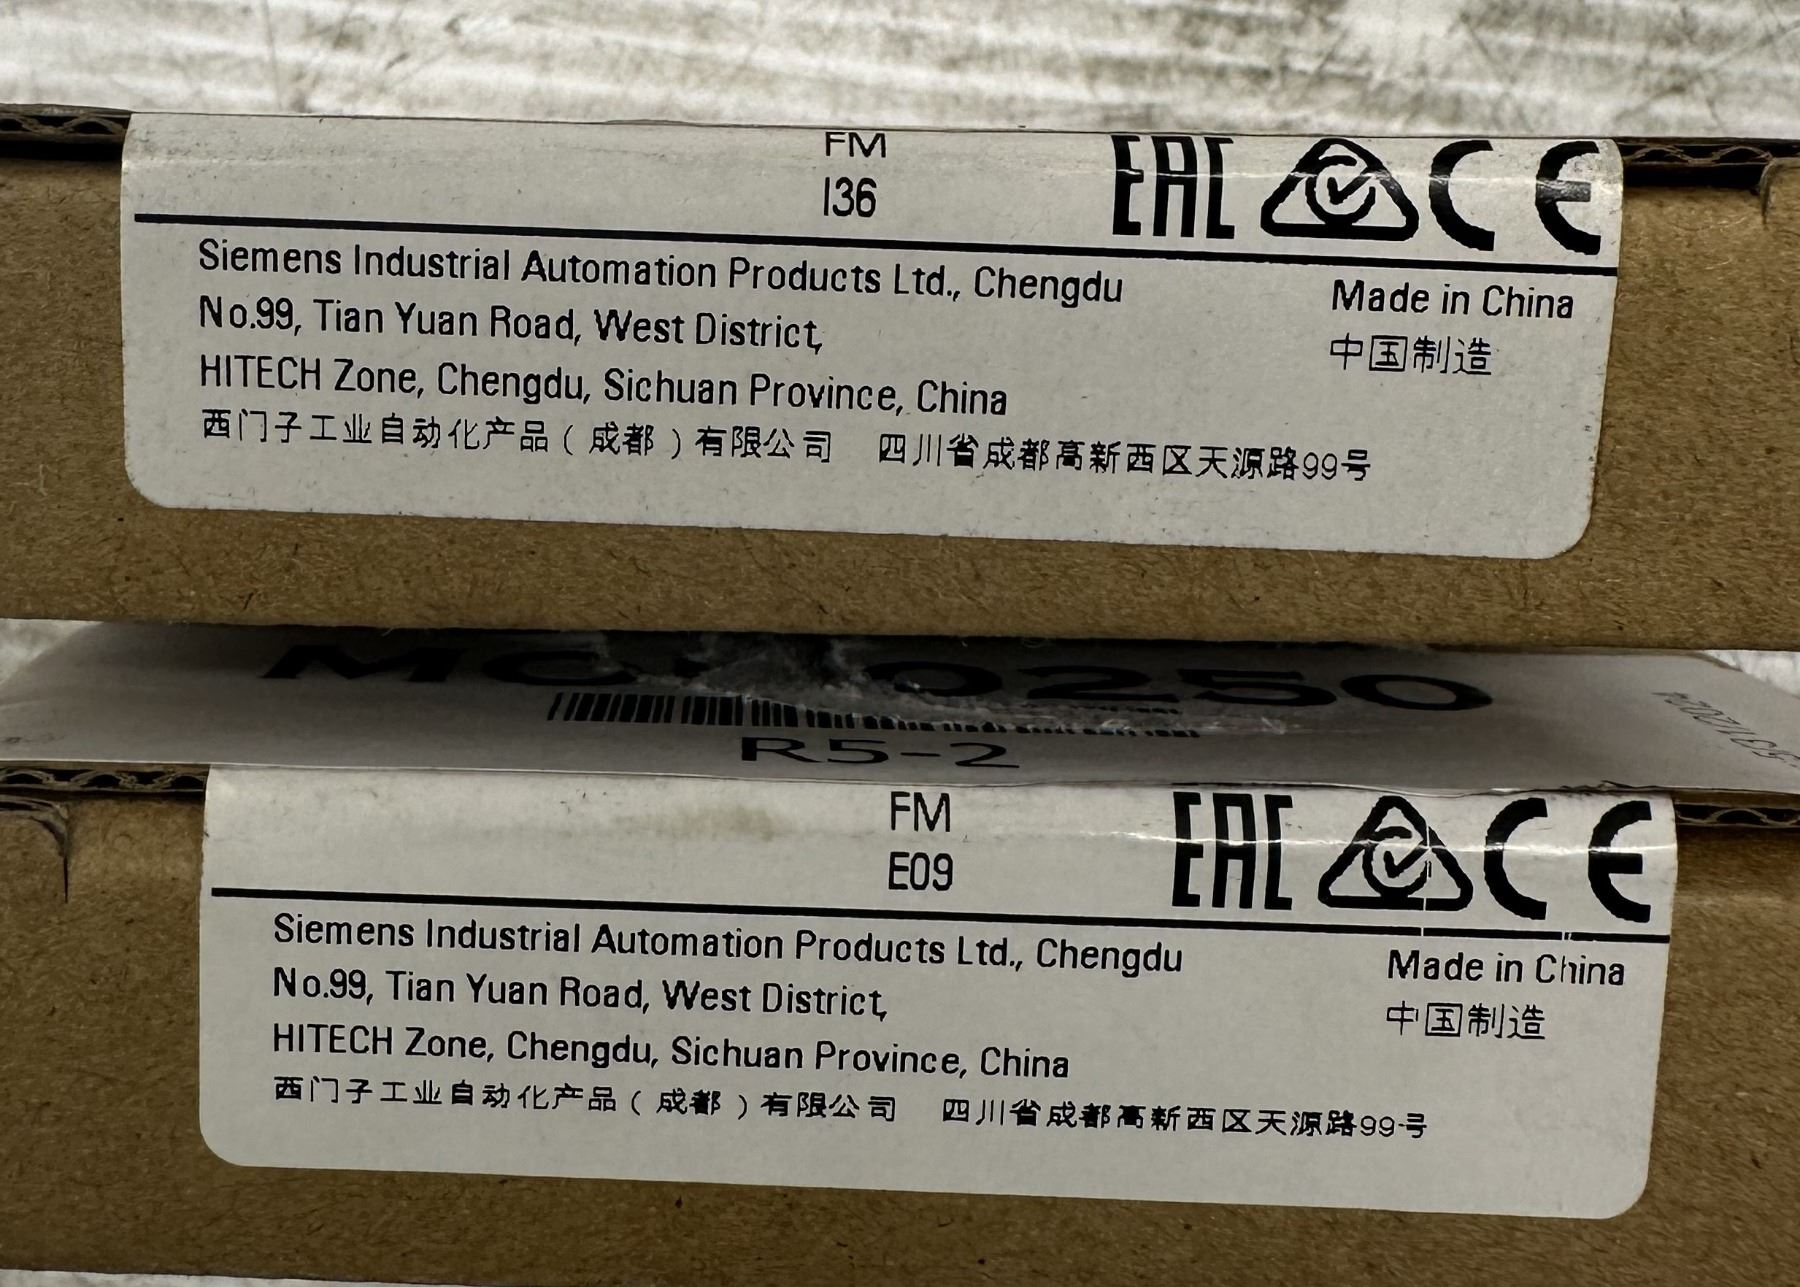 FM
I36
EAC CE
Siemens Industrial Automation Products Ltd., Chengdu
No.99, Tian Yuan Road, West District,
HITECH Zone, Chengdu, Sichuan Province, China
西门子工业自动化产品（成都）有限公司 四川省成都高新西区天源路99号
Made in China
中国制造
R5-2
FM
E09
EAC CE
Siemens Industrial Automation Products Ltd., Chengdu
No.99, Tian Yuan Road, West District,
HITECH Zone, Chengdu, Sichuan Province, China
西门子工业自动化产品（成都）有限公司 四川省成都高新西区天源路99号
Made in China
中国制造